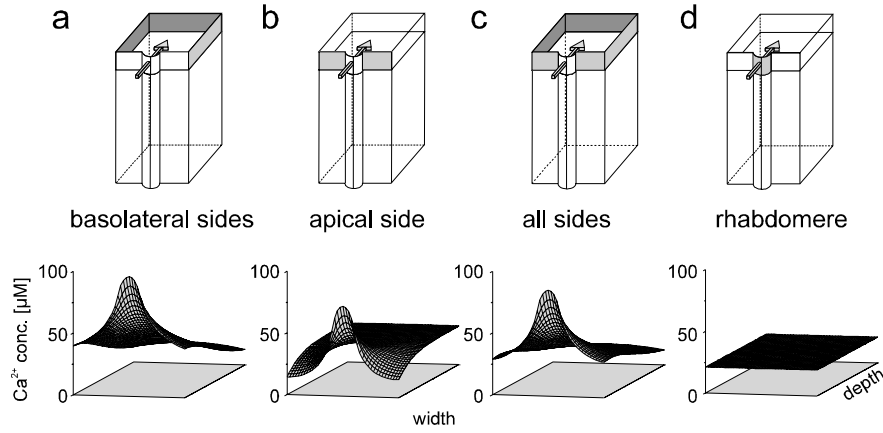 a b c d
basolateral sides apical side all sides rhabdomere
Ca²⁺ conc. [µM]
100 100 100 100
50 50 50 50
0 0 0 0
width
depth